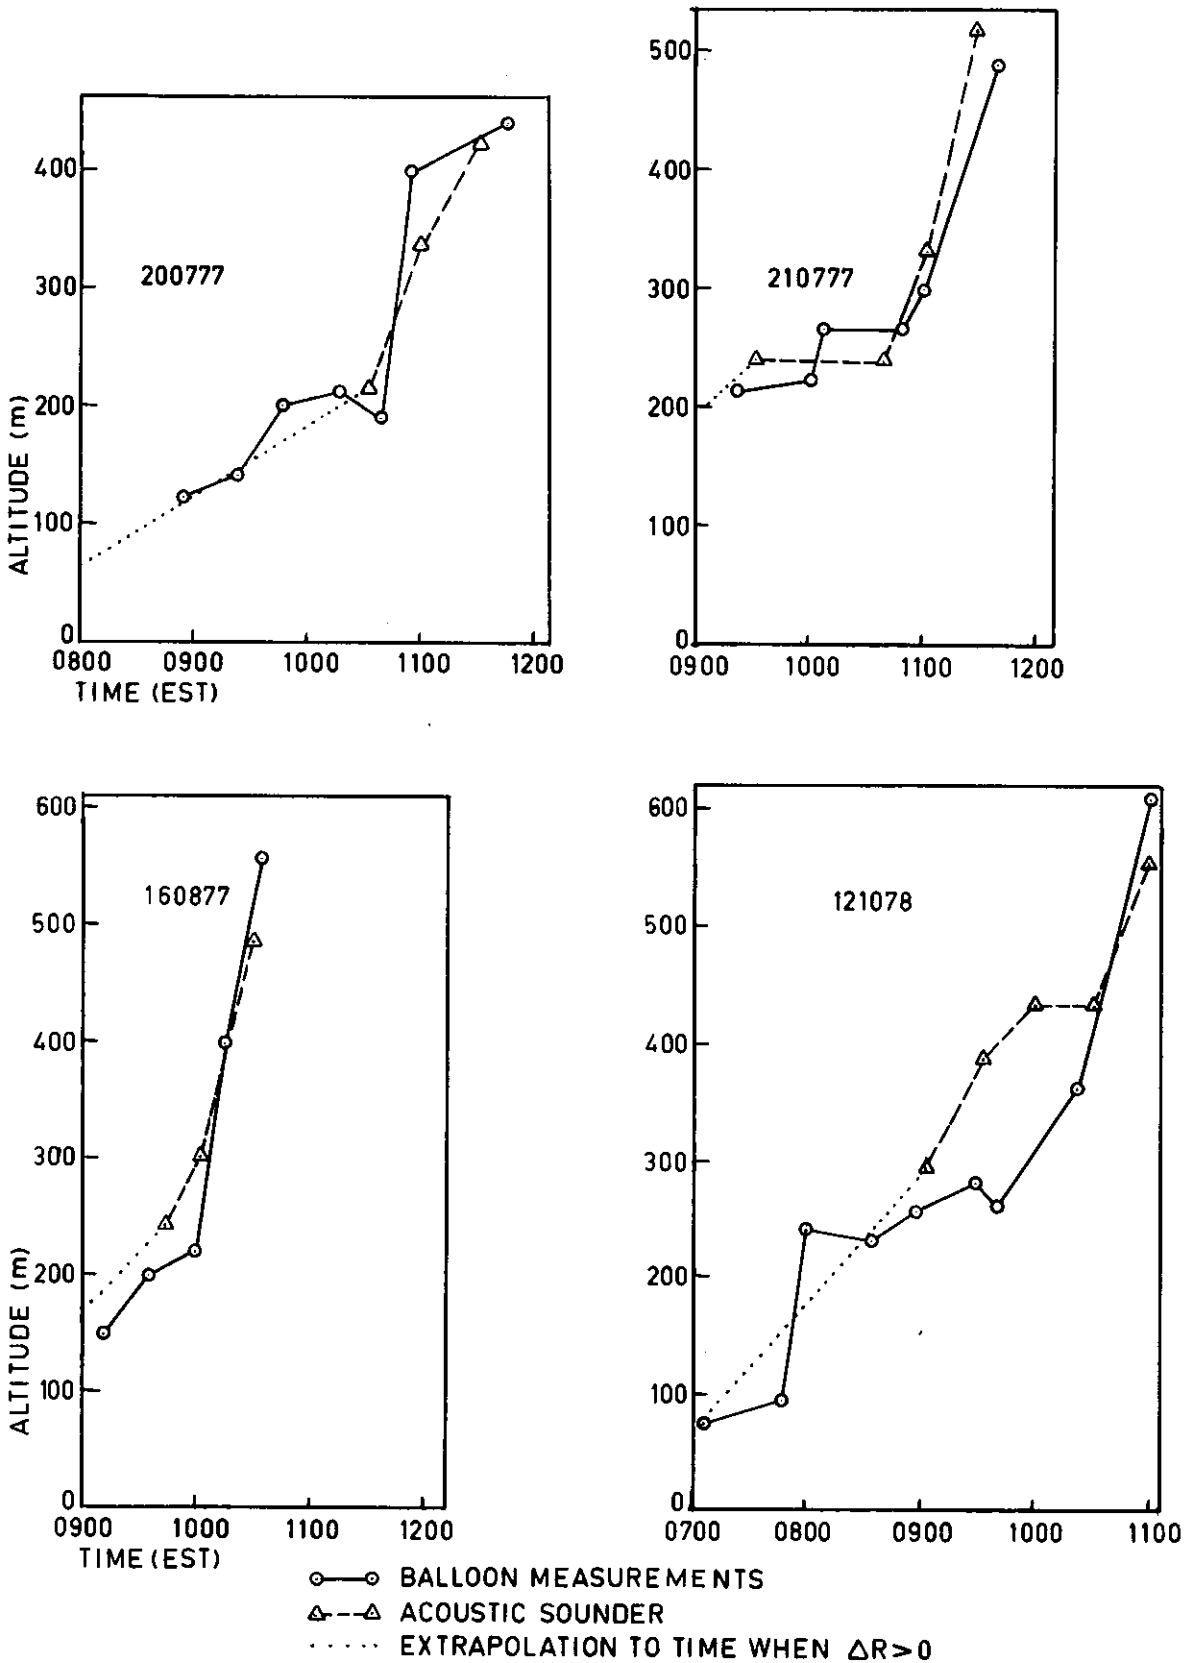 400
300
200
100
0
ALTITUDE (m)
200777
0800 0900 1000 1100 1200
TIME (EST)
500
400
300
200
100
0
210777
0900 1000 1100 1200
600
500
400
300
200
100
0
ALTITUDE (m)
160877
0900 1000 1100 1200
TIME (EST)
600
500
400
300
200
100
0
121078
0700 0800 0900 1000 1100
BALLOON MEASUREMENTS
ACOUSTIC SOUNDER
EXTRAPOLATION TO TIME WHEN ΔR>0